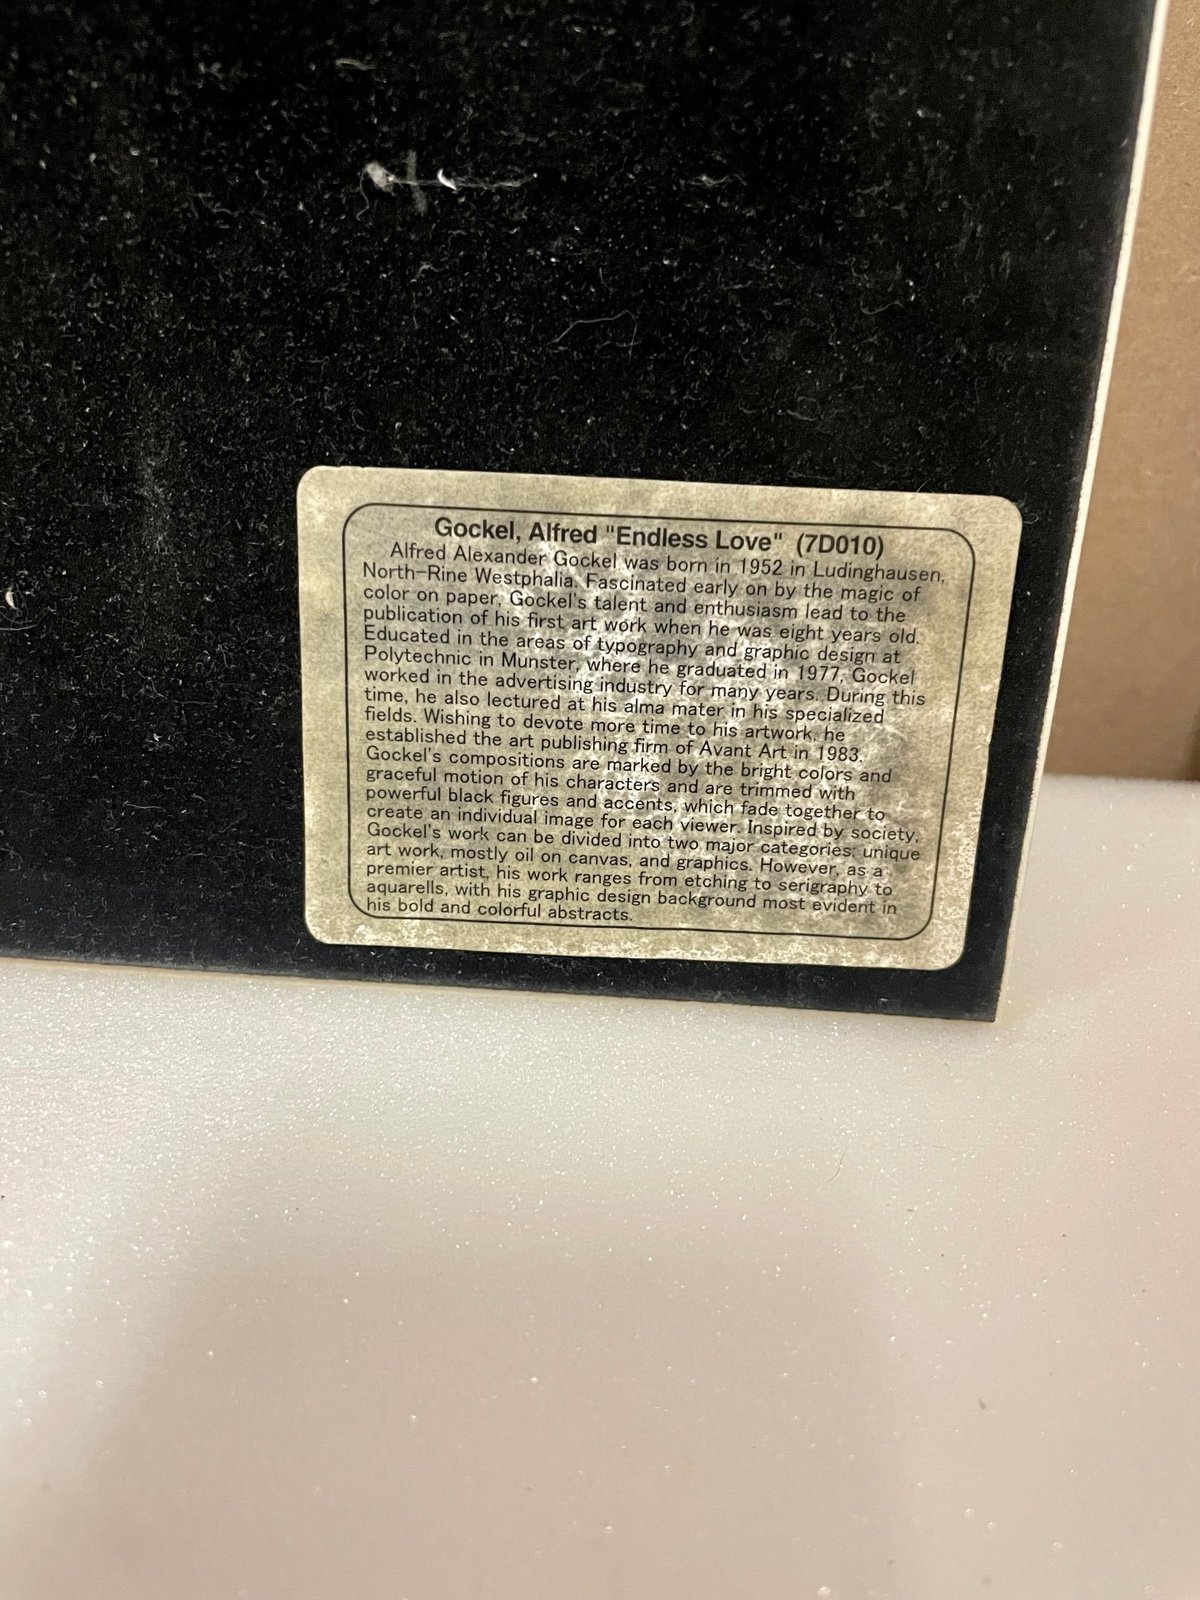 Gockel, Alfred "Endless Love" (7D010)
Alfred Alexander Gockel was born in 1952 in Ludinghausen,
North-Rine Westphalia. Fascinated early on by the magic of
color on paper, Gockel's talent and enthusiasm lead to the
publication of his first art work when he was eight years old.
Educated in the areas of typography and graphic design at
Polytechnic in Munster, where he graduated in 1977, Gockel
worked in the advertising industry for many years. During this
time, he also lectured at his alma mater in his specialized
fields. Wishing to devote more time to his artwork, he
established the art publishing firm of Avant Art in 1983.
Gockel's compositions are marked by the bright colors and
graceful motion of his characters and are trimmed with
powerful black figures and accents, which fade together to
create an individual image for each viewer. Inspired by society,
Gockel's work can be divided into two major categories; unique
art work, mostly oil on canvas, and graphics. However, as a
premier artist, his work ranges from etching to serigraphy to
aquarells, with his graphic design background most evident in
his bold and colorful abstracts.